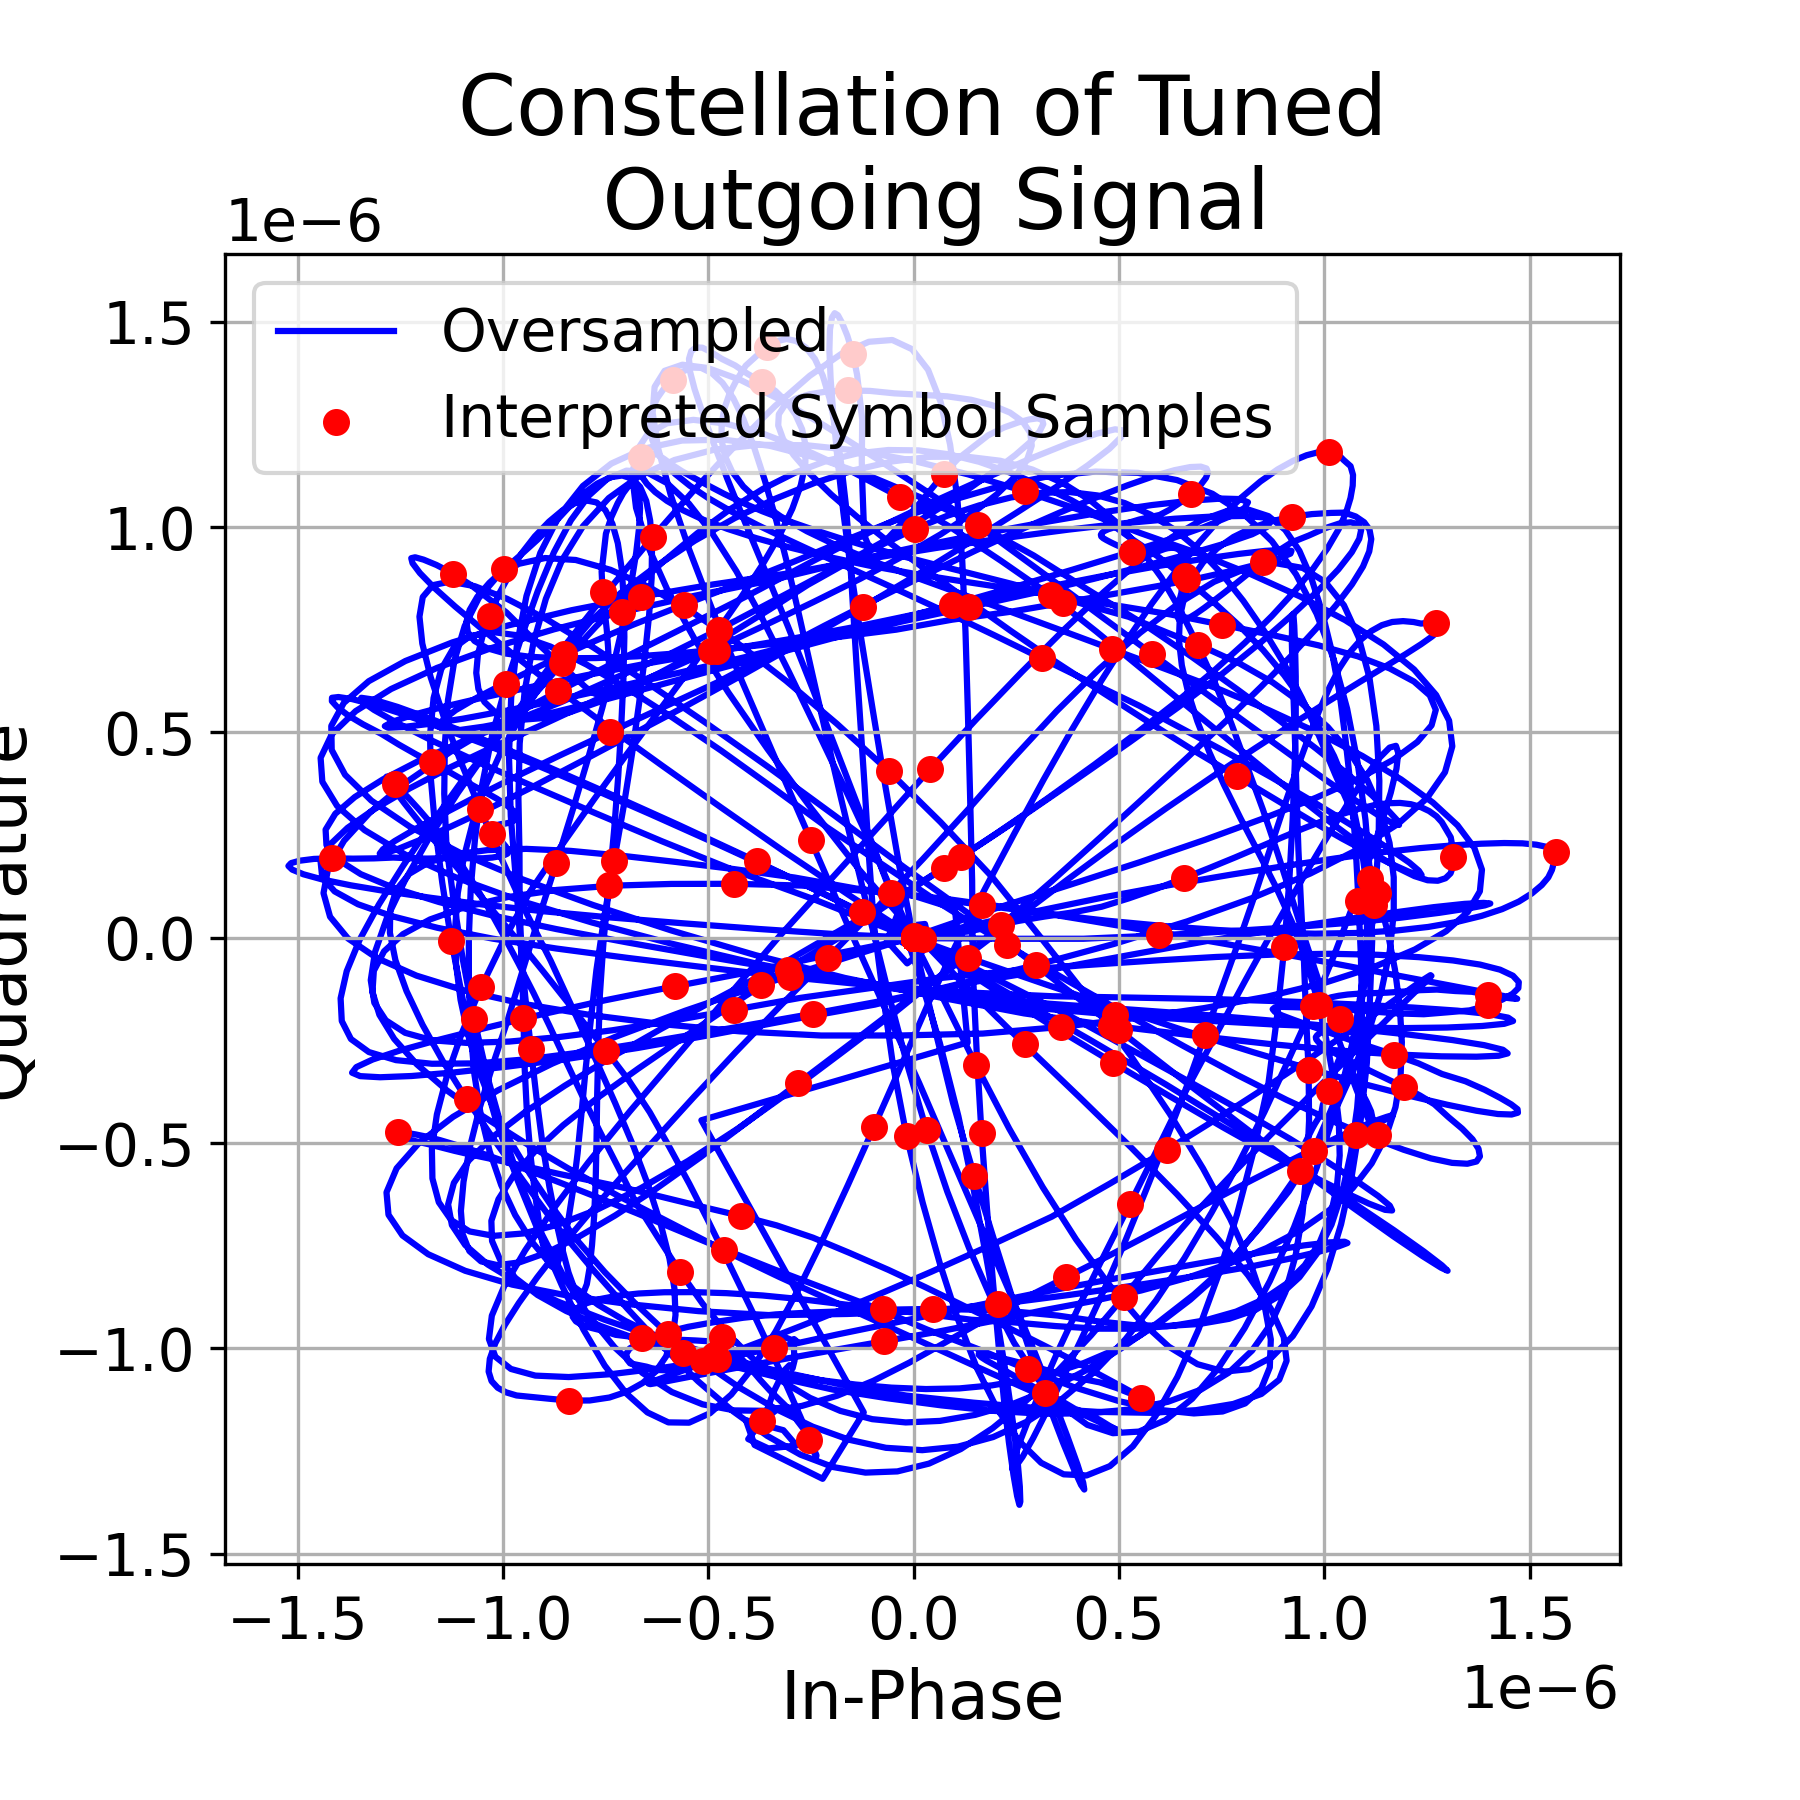 Constellation of Tuned
Outgoing Signal
1e−6
Oversampled
Interpreted Symbol Samples
1.5
1.0
0.5
0.0
−0.5
−1.0
−1.5
Quadrature
−1.5 −1.0 −0.5 0.0 0.5 1.0 1.5
In-Phase
1e−6